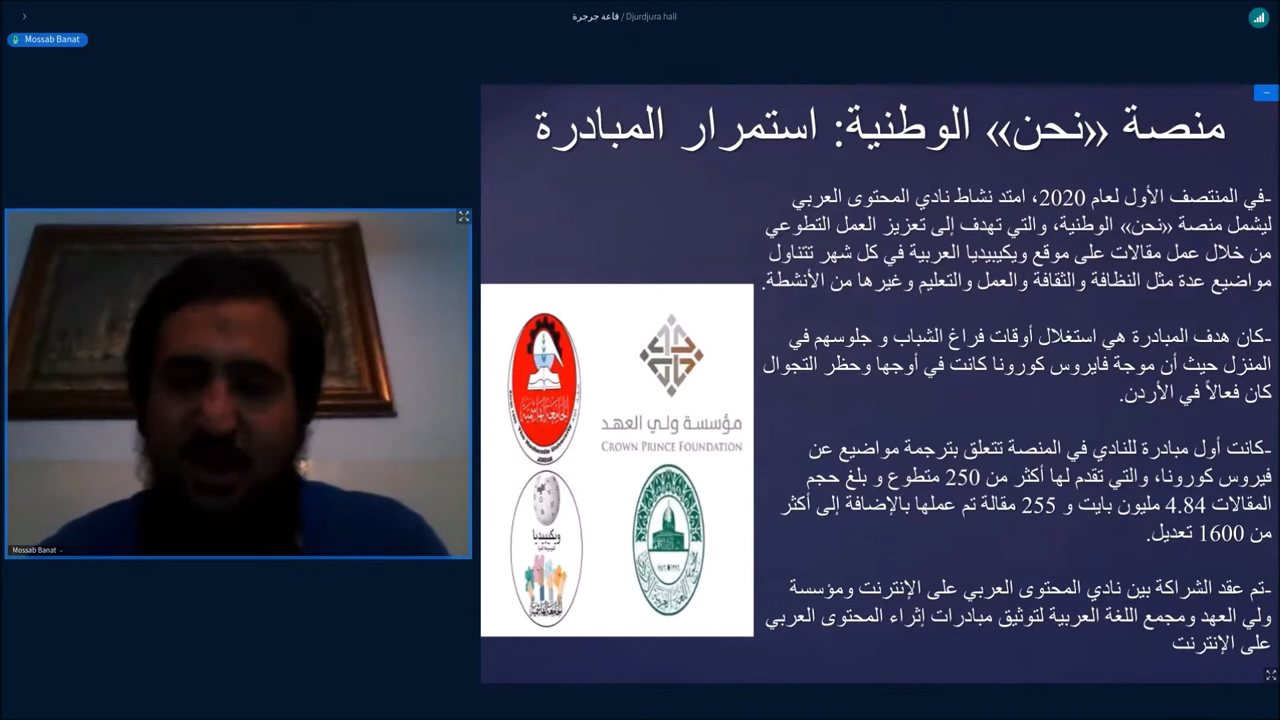 قاعة جرجرة / Djurdjura hall
Mossab Banat
منصة «نحن» الوطنية: استمرار المبادرة
-في المنتصف الأول لعام 2020، امتد نشاط نادي المحتوى العربي
ليشمل منصة «نحن» الوطنية، والتي تهدف إلى تعزيز العمل التطوعي
من خلال عمل مقالات على موقع ويكيبيديا العربية في كل شهر تتناول
مواضيع عدة مثل النظافة والثقافة والعمل والتعليم وغيرها من الأنشطة.
-كان هدف المبادرة هي استغلال أوقات فراغ الشباب و جلوسهم في
المنزل حيث أن موجة فايروس كورونا كانت في أوجها وحظر التجوال
كان فعالاً في الأردن.
-كانت أول مبادرة للنادي في المنصة تتعلق بترجمة مواضيع عن
فيروس كورونا، والتي تقدم لها أكثر من 250 متطوع و بلغ حجم
المقالات 4.84 مليون بايت و 255 مقالة تم عملها بالإضافة إلى أكثر
من 1600 تعديل.
-تم عقد الشراكة بين نادي المحتوى العربي على الإنترنت ومؤسسة
ولي العهد ومجمع اللغة العربية لتوثيق مبادرات إثراء المحتوى العربي
على الإنترنت
مؤسسة ولي العهد
CROWN PRINCE FOUNDATION
الجامعة الهاشمية
ويكيبيديا
الجامعة الهاشمية
Mossab Banat